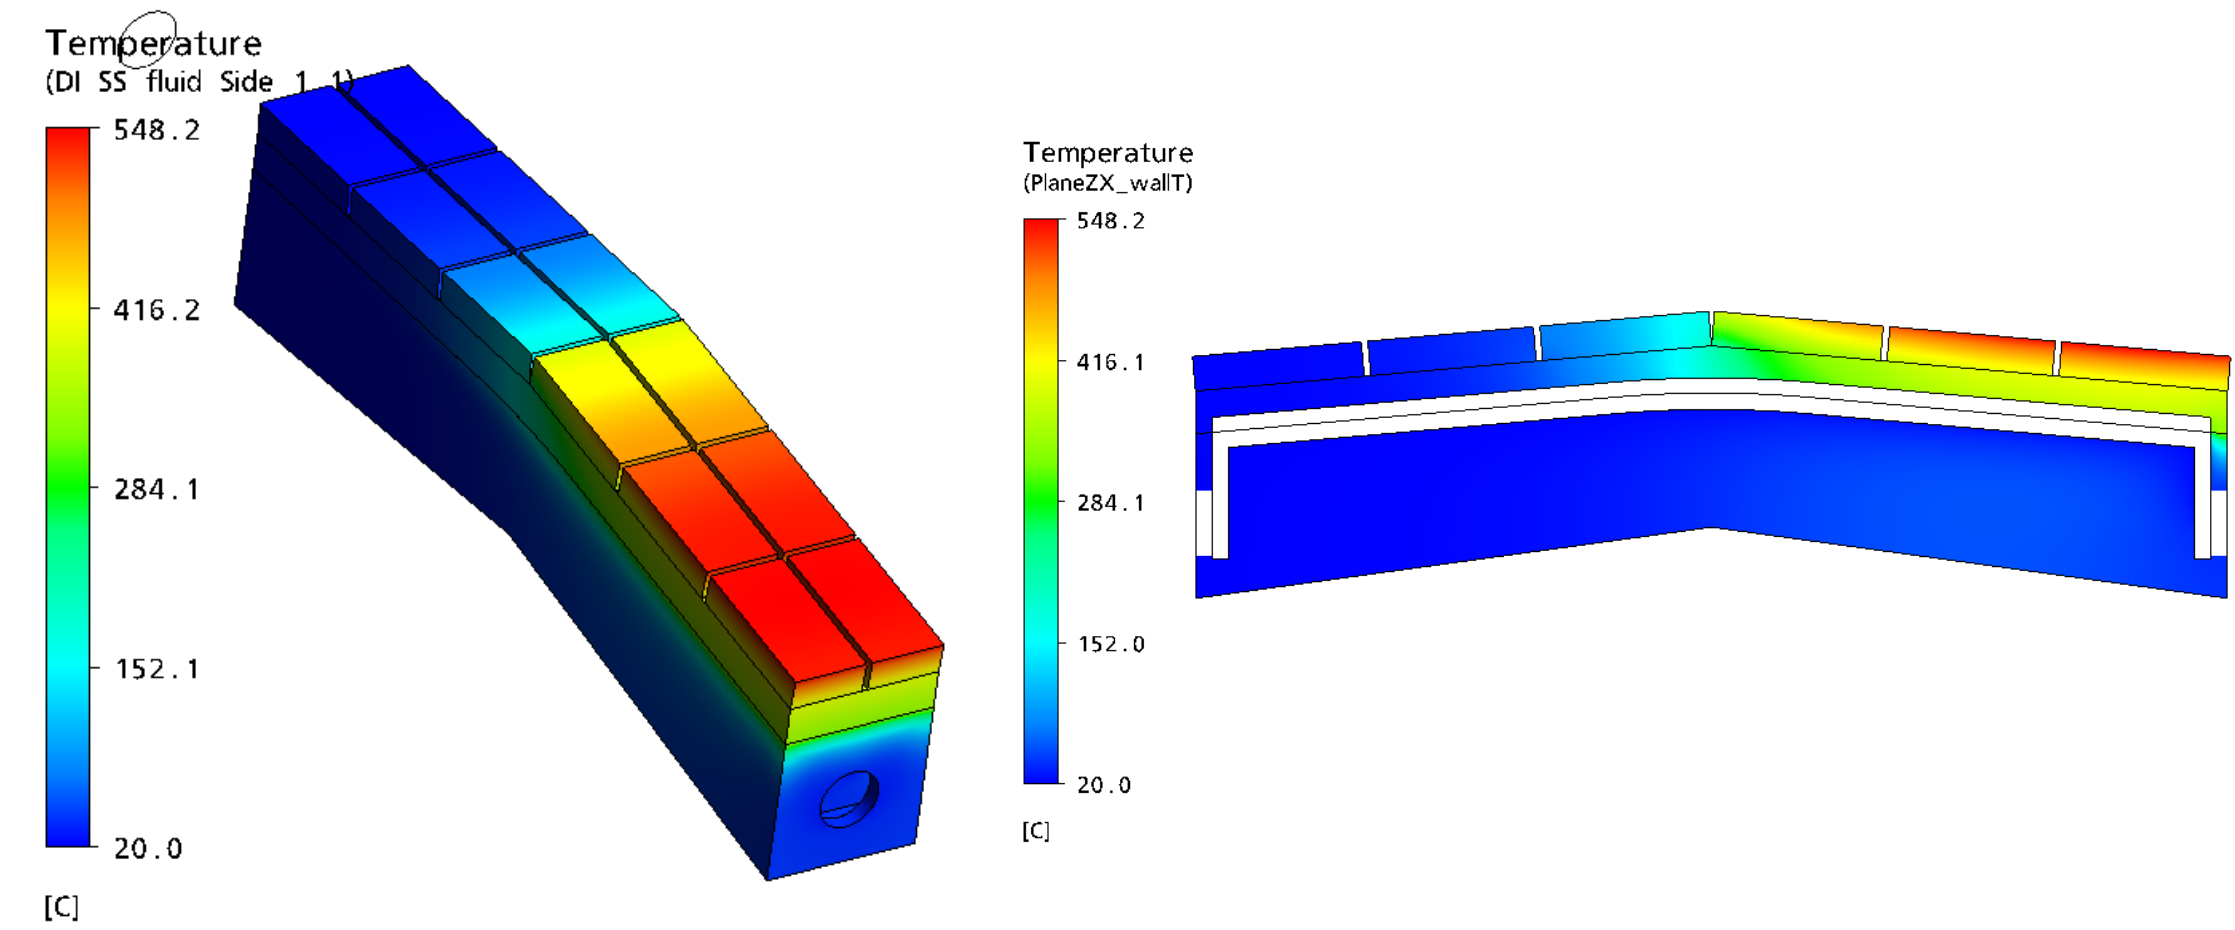 Temperature
(DI SS fluid Side 1 1)
548.2
416.2
284.1
152.1
20.0
[C]
Temperature
(PlaneZX_wallT)
548.2
416.1
284.1
152.0
20.0
[C]